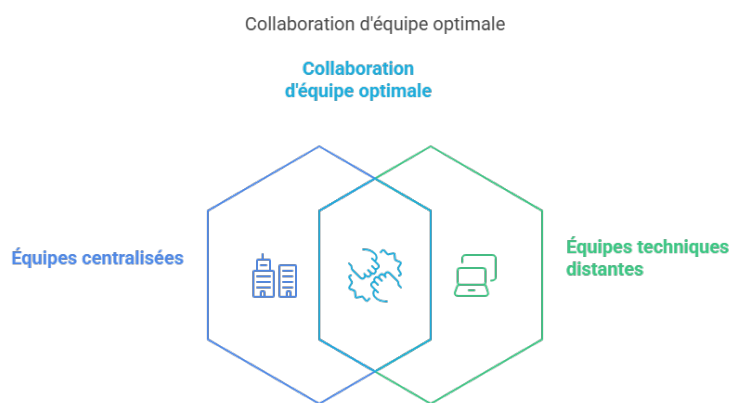 Collaboration d'équipe optimale
Collaboration
d'équipe optimale
Équipes centralisées
Équipes techniques
distantes